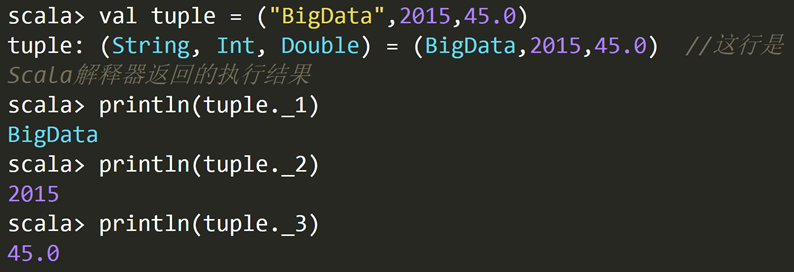 scala> val tuple = ("BigData",2015,45.0)
tuple: (String, Int, Double) = (BigData,2015,45.0)  //这行是
Scala解释器返回的执行结果
scala> println(tuple._1)
BigData
scala> println(tuple._2)
2015
scala> println(tuple._3)
45.0